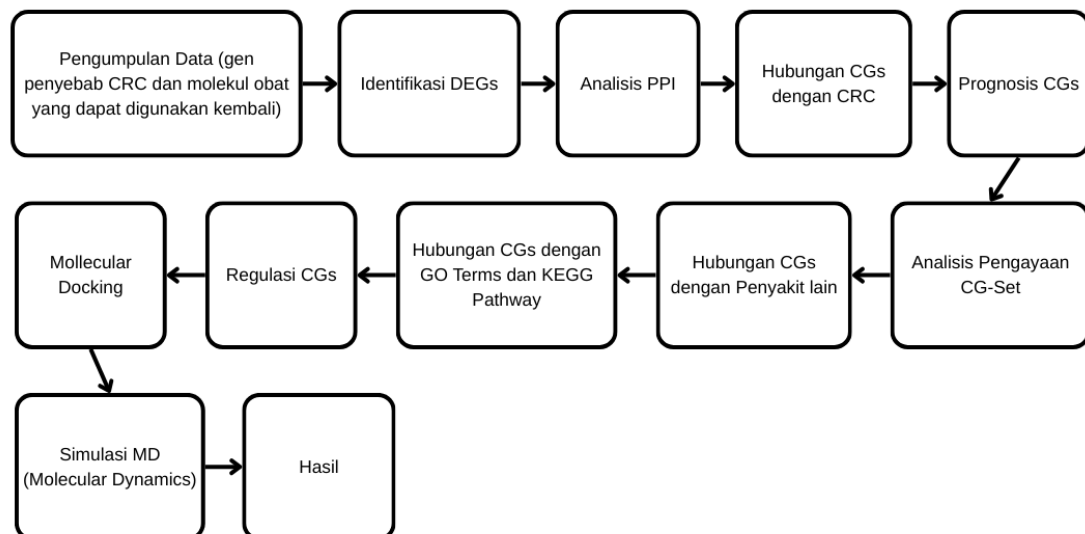 Pengumpulan Data (gen
penyebab CRC dan molekul obat
yang dapat digunakan kembali)
Identifikasi DEGs
Analisis PPI
Hubungan CGs
dengan CRC
Prognosis CGs
Analisis Pengayaan
CG-Set
Hubungan CGs
dengan Penyakit lain
Hubungan CGs dengan
GO Terms dan KEGG
Pathway
Regulasi CGs
Mollecular
Docking
Simulasi MD
(Molecular Dynamics)
Hasil